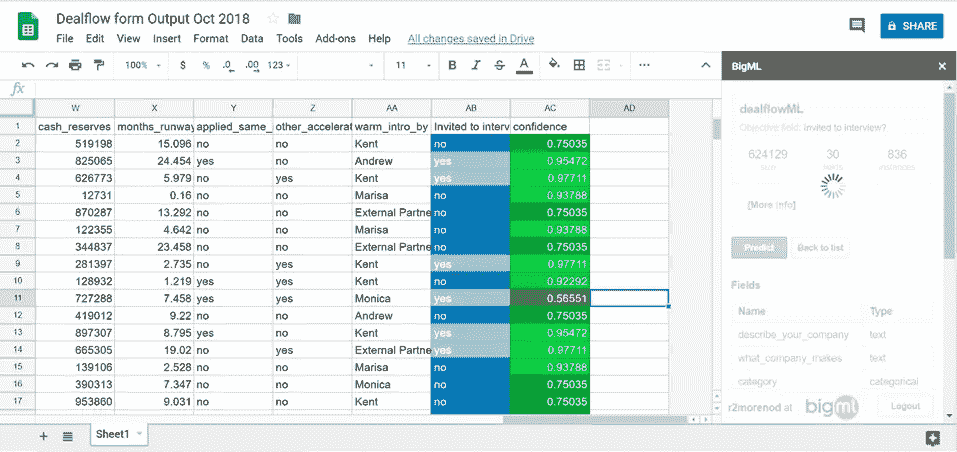 Dealflow form Output Oct 2018
File Edit View Insert Format Data Tools Add-ons Help All changes saved in Drive
SHARE
100% $ % .0 .00 123 11 B I S A
BigML
fx
W X Y Z AA AB AC AD
1 cash_reserves months_runway applied_same_ other_accelerat warm_intro_by Invited to interv confidence
2 519198 15.096 no no Kent no 0.75035
3 825065 24.454 yes no Andrew yes 0.95472
4 626773 5.979 no yes Kent yes 0.97711
5 12731 0.16 no no Marisa no 0.93788
6 870287 13.292 no no External Partne no 0.75035
7 122355 4.642 no no Marisa no 0.93788
8 344837 23.458 no no External Partne no 0.75035
9 281397 2.735 no yes Kent yes 0.97711
10 128932 1.219 yes yes Kent no 0.92292
11 727288 7.458 yes yes Monica yes 0.56551
12 419012 9.22 no no Andrew no 0.75035
13 897307 8.795 yes no Kent yes 0.95472
14 665305 19.02 no yes External Partne yes 0.97711
15 139106 2.528 no no Marisa no 0.93788
16 390313 7.347 no no Monica no 0.75035
17 953860 9.031 no no Kent no 0.75035
Sheet1
dealflowML
Objective field: Invited to interview?
624129 30 836
size fields instances
[More info]
Predict Back to list
Fields
Name Type
describe_your_company text
what_company_makes text
category categorical
r2morenod at bigml Logout